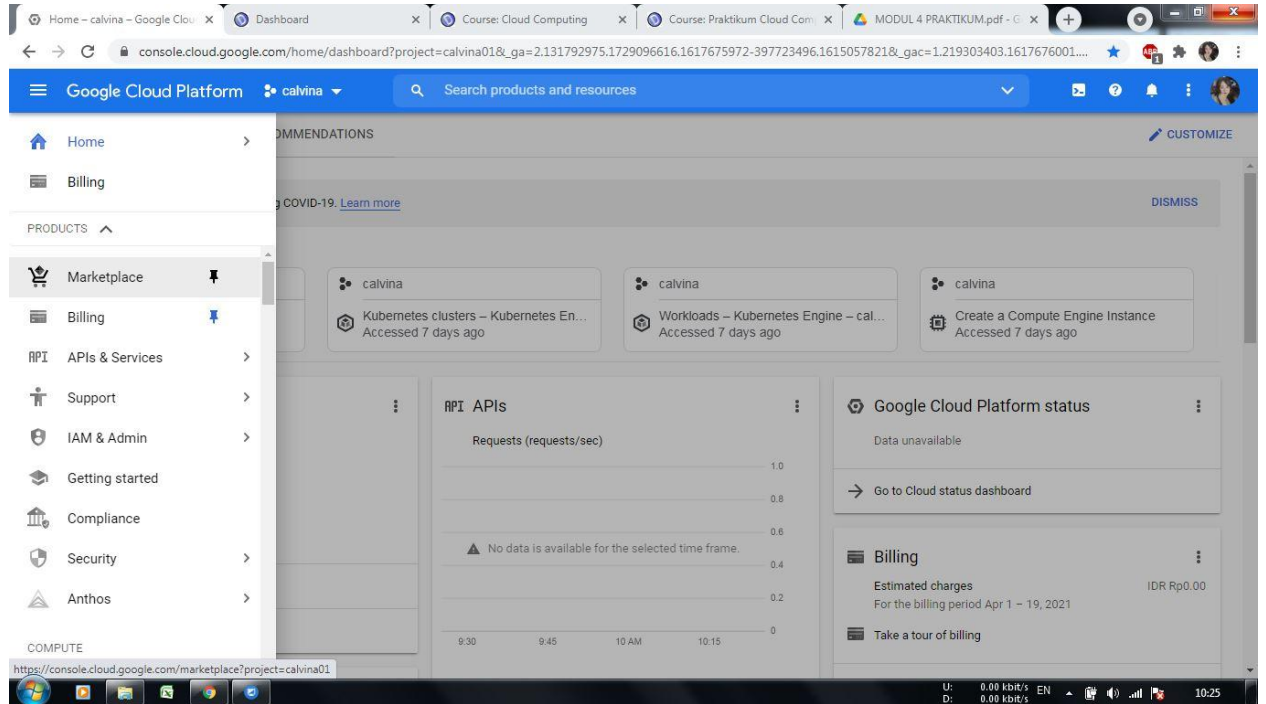 Home – calvina – Google Clou
Dashboard
Course: Cloud Computing
Course: Praktikum Cloud Com
MODUL 4 PRAKTIKUM.pdf - G
console.cloud.google.com/home/dashboard?project=calvina01&_ga=2.131792975.1729096616.1617675972-397723496.1615057821&_gac=1.219303403.1617676001....
ABP
1
Google Cloud Platform
calvina
Search products and resources
Home
OMMENDATIONS
CUSTOMIZE
Billing
g COVID-19. Learn more
DISMISS
PRODUCTS
Marketplace
Billing
API APIs & Services
Support
IAM & Admin
Getting started
Compliance
Security
Anthos
COMPUTE
calvina
Kubernetes clusters – Kubernetes En...
Accessed 7 days ago
calvina
Workloads – Kubernetes Engine – cal...
Accessed 7 days ago
calvina
Create a Compute Engine Instance
Accessed 7 days ago
API APIs
Requests (requests/sec)
1.0
0.8
0.6
No data is available for the selected time frame.
0.4
0.2
0
9:30 9:45 10 AM 10:15
Google Cloud Platform status
Data unavailable
Go to Cloud status dashboard
Billing
Estimated charges IDR Rp0.00
For the billing period Apr 1 – 19, 2021
Take a tour of billing
https://console.cloud.google.com/marketplace?project=calvina01
U: 0.00 kbit/s
D: 0.00 kbit/s
EN
10:25